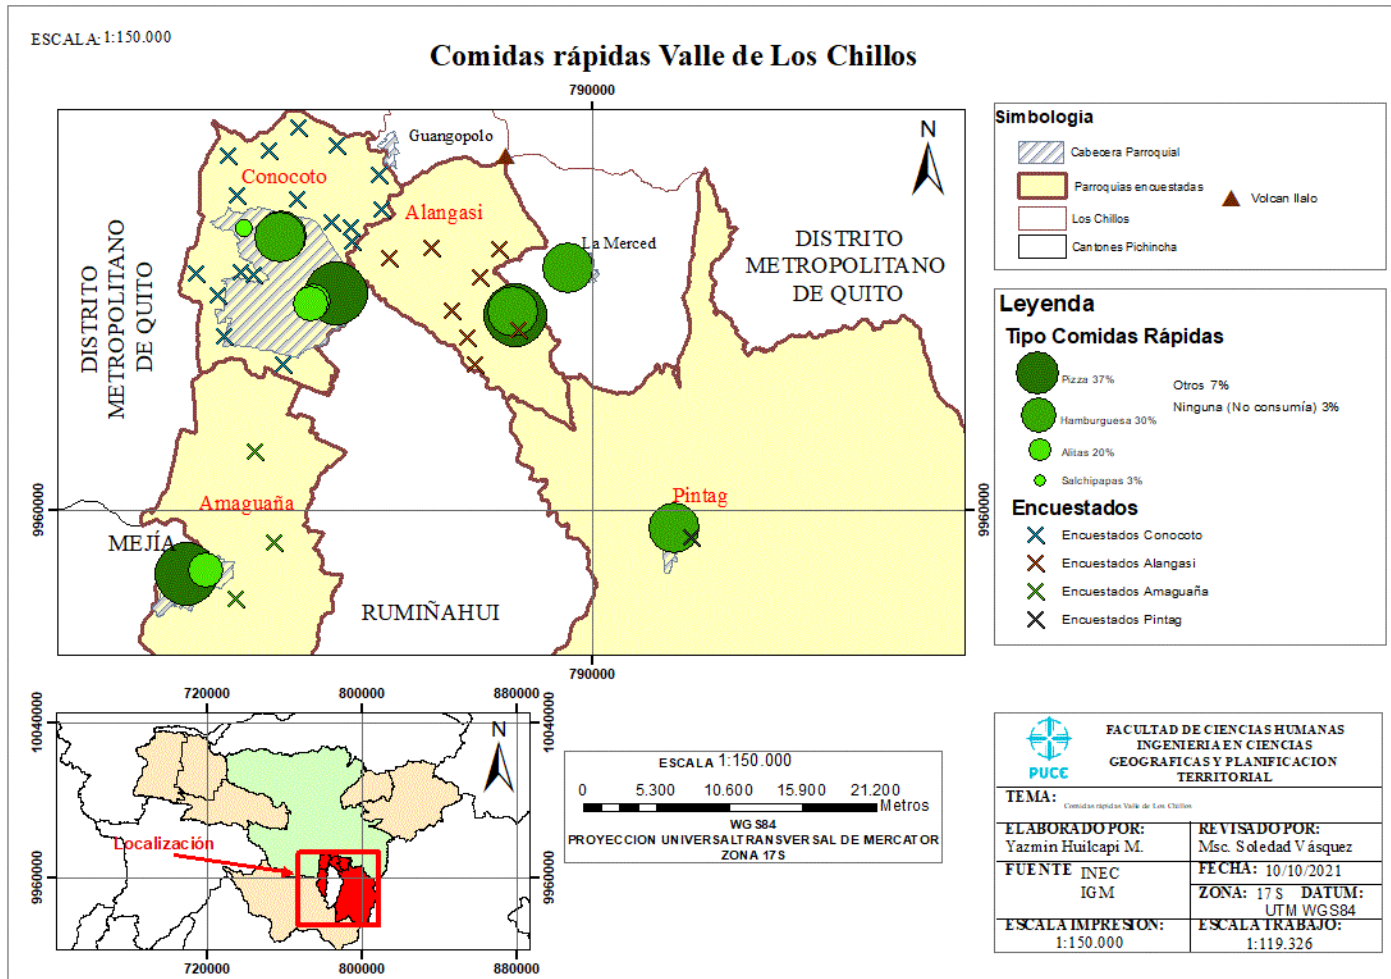 ESCALA: 1:150.000
Comidas rápidas Valle de Los Chillos
790000
Guangopolo
N
Conocoto
Alangasi
La Merced
DISTRITO
METROPOLITANO
DE QUITO
DISTRITO
METROPOLITANO
DE QUITO
9960000
Amaguaña
Pintag
9960000
MEJÍA
RUMIÑAHUI
790000
Simbologia
Cabecera Parroquial
Parroquias encuestadas
Volcan Ilalo
Los Chillos
Cantones Pichincha
Leyenda
Tipo Comidas Rápidas
Pizza 37%
Otros 7%
Ninguna (No consumía) 3%
Hamburguesa 30%
Alitas 20%
Salchipapas 3%
Encuestados
Encuestados Conocoto
Encuestados Alangasi
Encuestados Amaguaña
Encuestados Pintag
720000 800000 880000
10040000
10040000
N
Localización
9960000
9960000
720000 800000 880000
ESCALA 1:150.000
0 5.300 10.600 15.900 21.200
Metros
WGS84
PROYECCION UNIVERSALTRANSVERSAL DE MERCATOR
ZONA 17S
PUCE
FACULTAD DE CIENCIAS HUMANAS
INGENIERIA EN CIENCIAS
GEOGRAFICAS Y PLANIFICACION
TERRITORIAL
TEMA: Comidas rápidas Valle de Los Chillos
ELABORADO POR:
Yazmin Huilcapi M.
REVISADO POR:
Msc. Soledad Vásquez
FUENTE INEC
IGM
FECHA: 10/10/2021
ZONA: 17 S DATUM:
UTM WGS84
ESCALA IMPRESION:
1:150.000
ESCALA TRABAJO:
1:119.326